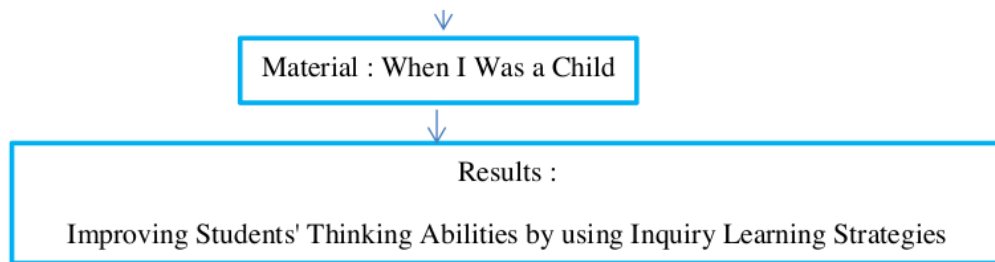 Material : When I Was a Child
Results :
Improving Students' Thinking Abilities by using Inquiry Learning Strategies